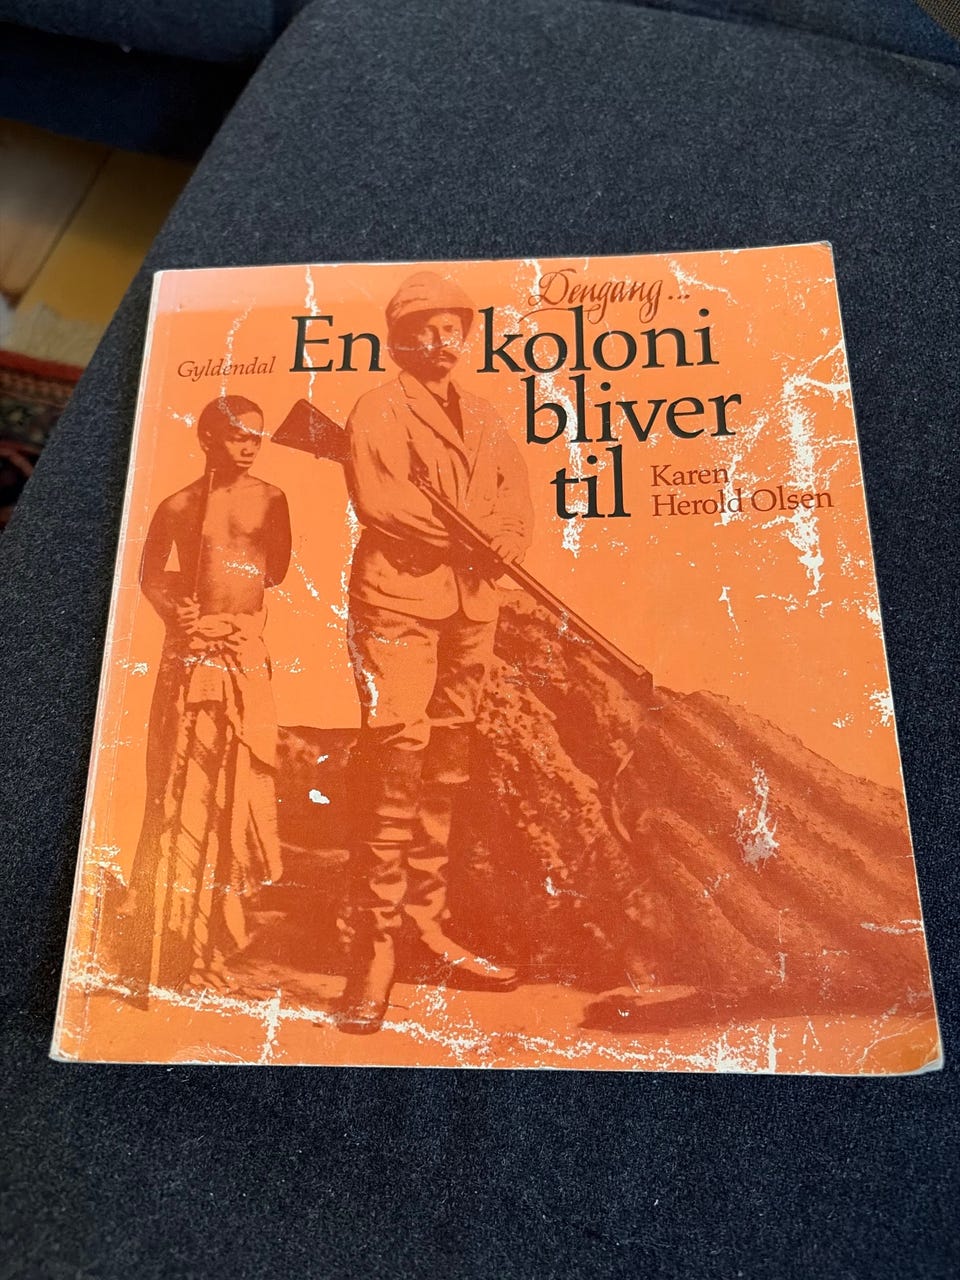 Dengang...
Gyldendal En koloni
bliver
til
Karen
Herold Olsen